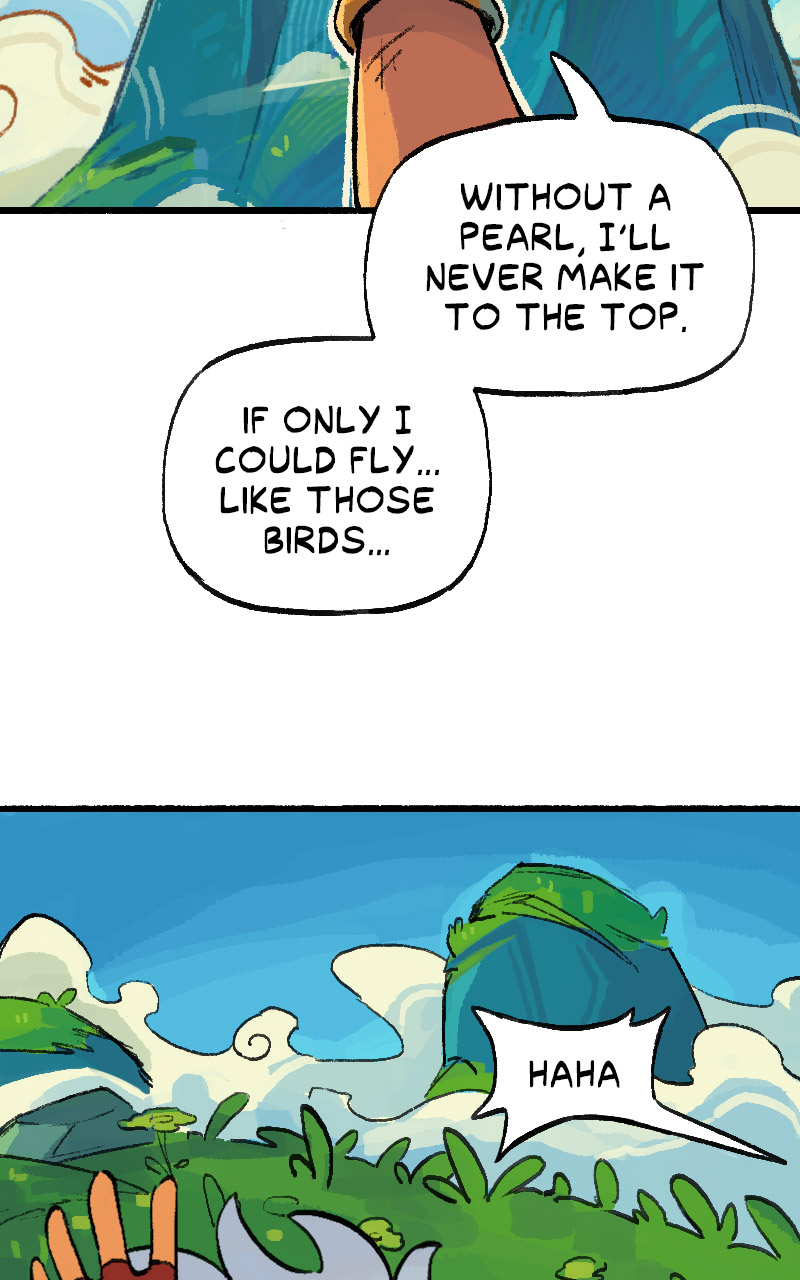 WITHOUT A
PEARL, I'LL
NEVER MAKE IT
TO THE TOP.
IF ONLY I
COULD FLY...
LIKE THOSE
BIRDS...
HAHA